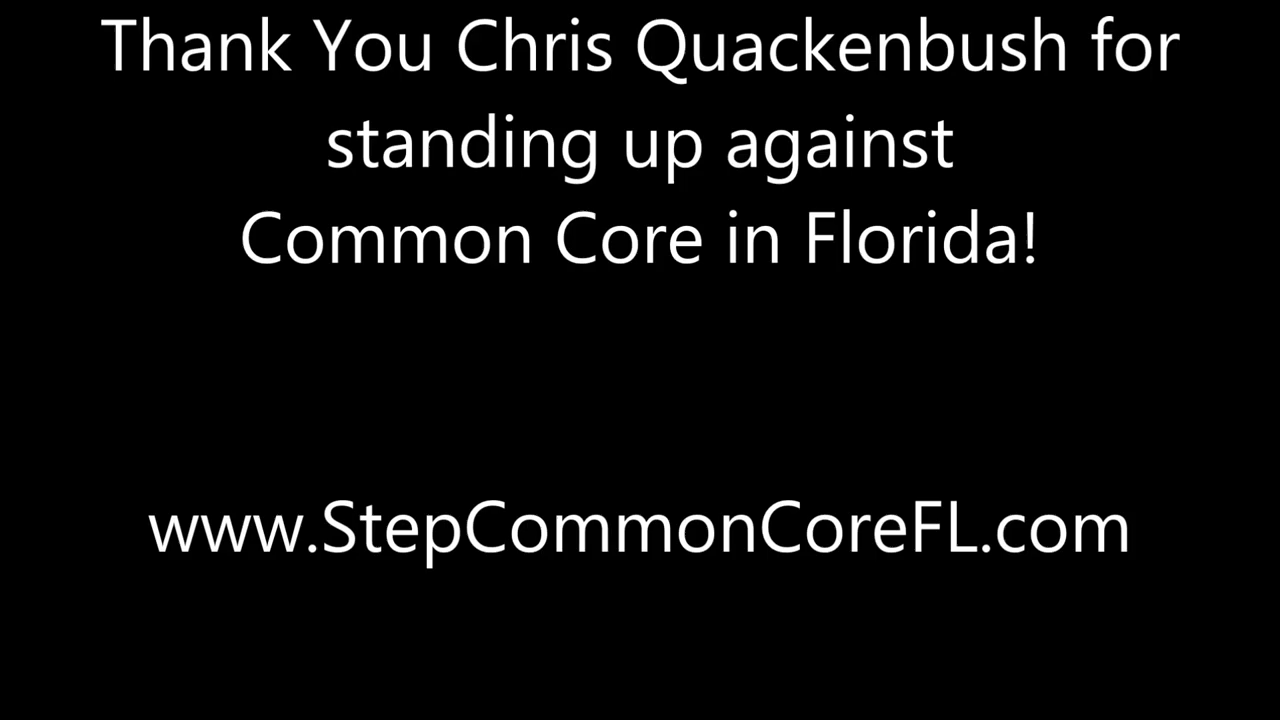 Thank You Chris Quackenbush for
standing up against
Common Core in Florida!
www.StepCommonCoreFL.com